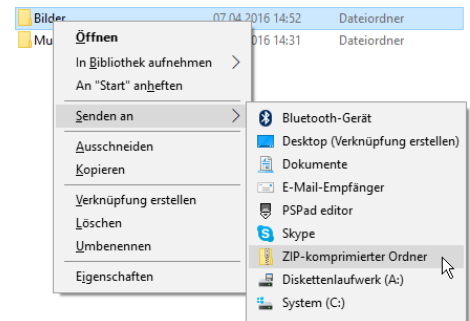 Bilder 07.04.2016 14:52 Dateiordner
Mu 016 14:31 Dateiordner
Öffnen
In Bibliothek aufnehmen
An "Start" anheften
Senden an
Ausschneiden
Kopieren
Verknüpfung erstellen
Löschen
Umbenennen
Eigenschaften
Bluetooth-Gerät
Desktop (Verknüpfung erstellen)
Dokumente
E-Mail-Empfänger
PSPad editor
Skype
ZIP-komprimierter Ordner
Diskettenlaufwerk (A:)
System (C:)